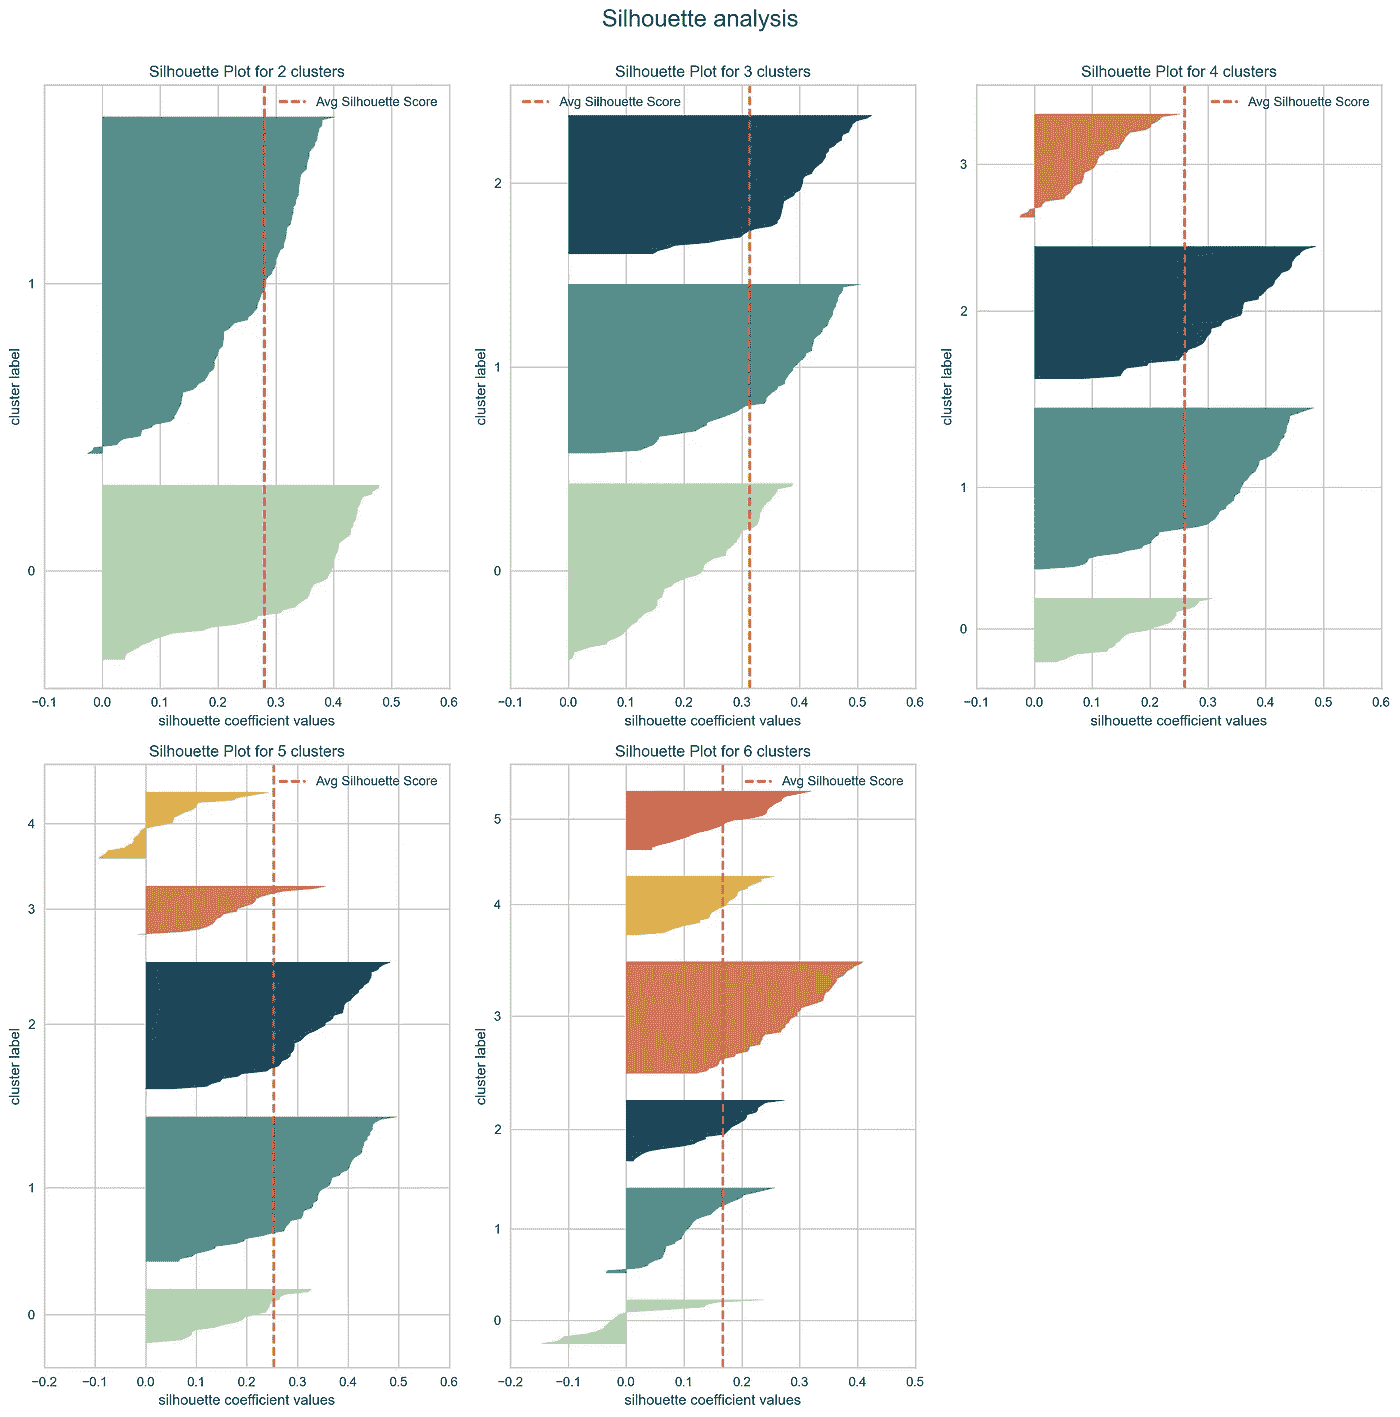 Silhouette analysis
Silhouette Plot for 2 clusters
Avg Silhouette Score
1
0
cluster label
−0.1 0.0 0.1 0.2 0.3 0.4 0.5 0.6
silhouette coefficient values
Silhouette Plot for 3 clusters
Avg Silhouette Score
2
1
0
cluster label
−0.1 0.0 0.1 0.2 0.3 0.4 0.5 0.6
silhouette coefficient values
Silhouette Plot for 4 clusters
Avg Silhouette Score
3
2
1
0
cluster label
−0.1 0.0 0.1 0.2 0.3 0.4 0.5 0.6
silhouette coefficient values
Silhouette Plot for 5 clusters
Avg Silhouette Score
4
3
2
1
0
cluster label
−0.2 −0.1 0.0 0.1 0.2 0.3 0.4 0.5 0.6
silhouette coefficient values
Silhouette Plot for 6 clusters
Avg Silhouette Score
5
4
3
2
1
0
cluster label
−0.2 −0.1 0.0 0.1 0.2 0.3 0.4 0.5
silhouette coefficient values